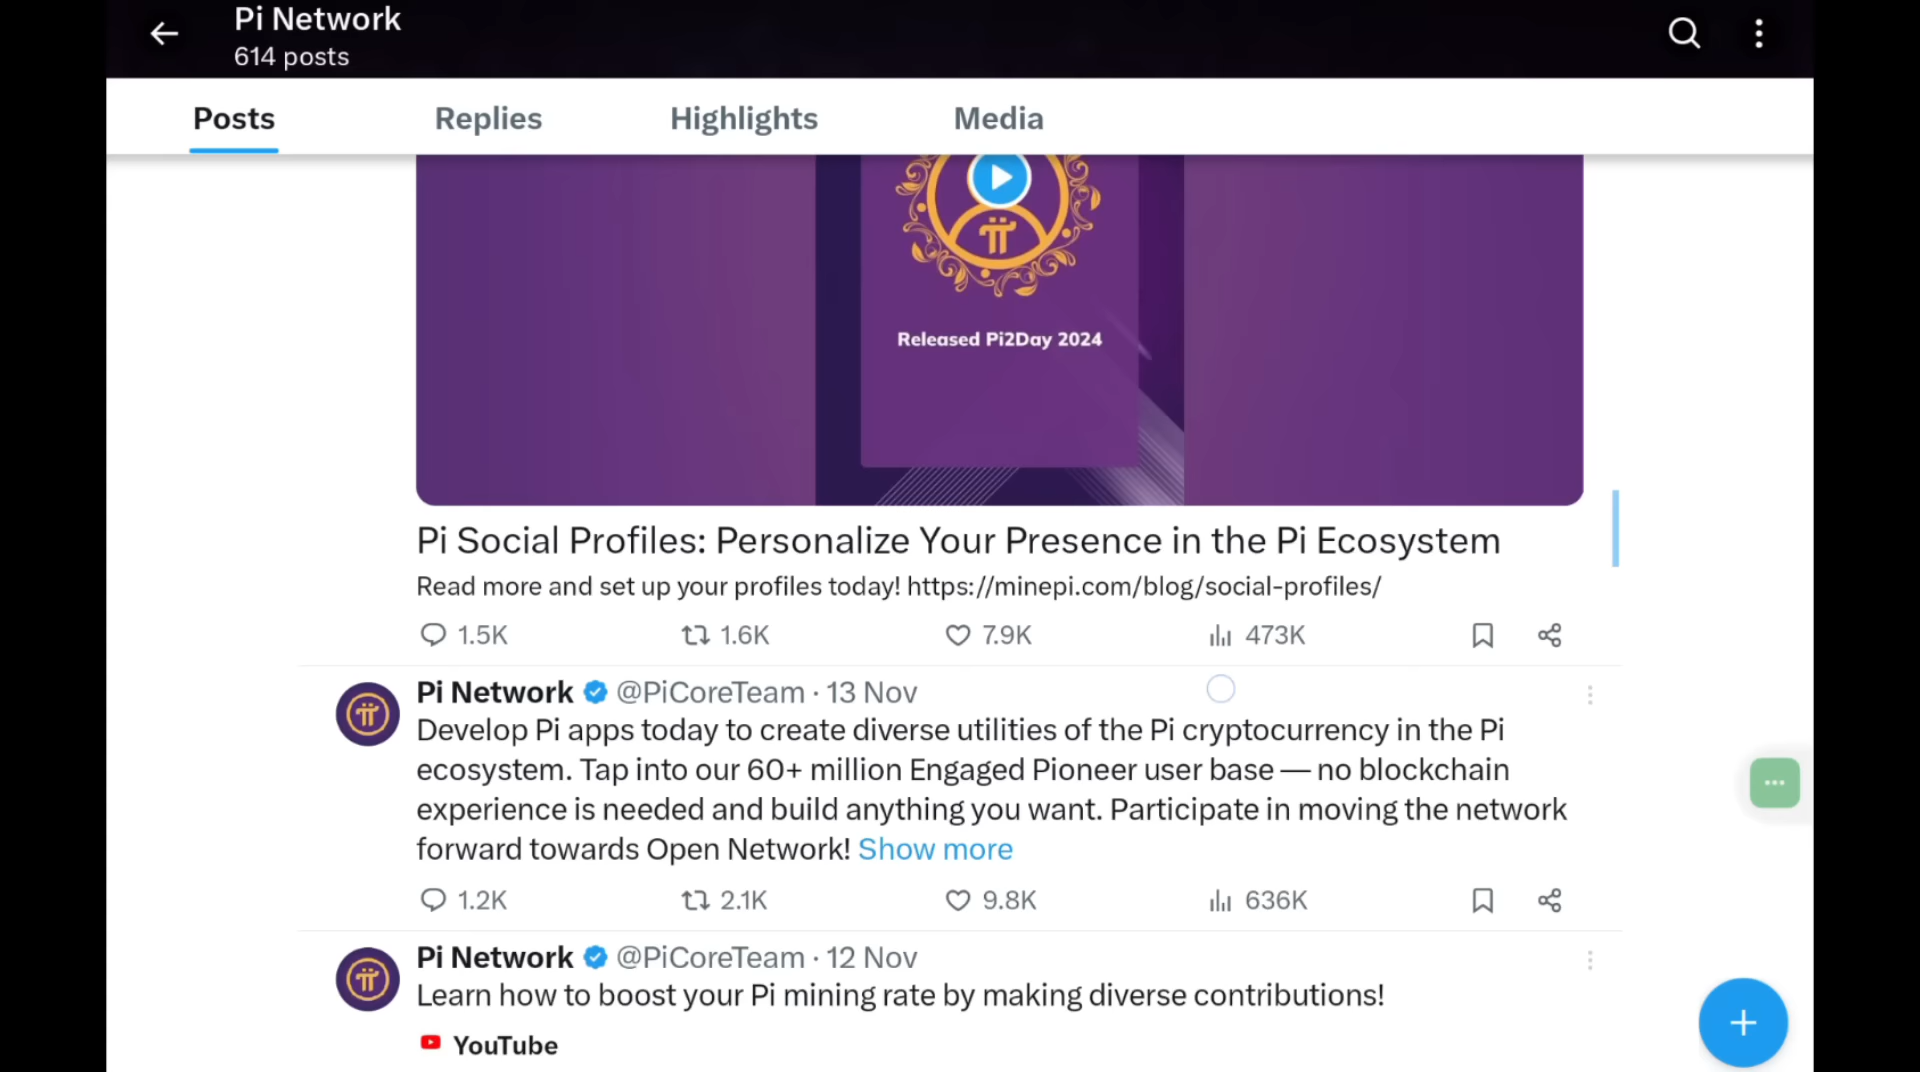 Pi Network
614 posts
Posts
Replies
Highlights
Media
Released Pi2Day 2024
Pi Social Profiles: Personalize Your Presence in the Pi Ecosystem
Read more and set up your profiles today! https://minepi.com/blog/social-profiles/
1.5K
1.6K
7.9K
473K
Pi Network @PiCoreTeam · 13 Nov
Develop Pi apps today to create diverse utilities of the Pi cryptocurrency in the Pi
ecosystem. Tap into our 60+ million Engaged Pioneer user base — no blockchain
experience is needed and build anything you want. Participate in moving the network
forward towards Open Network! Show more
1.2K
2.1K
9.8K
636K
Pi Network @PiCoreTeam · 12 Nov
Learn how to boost your Pi mining rate by making diverse contributions!
YouTube